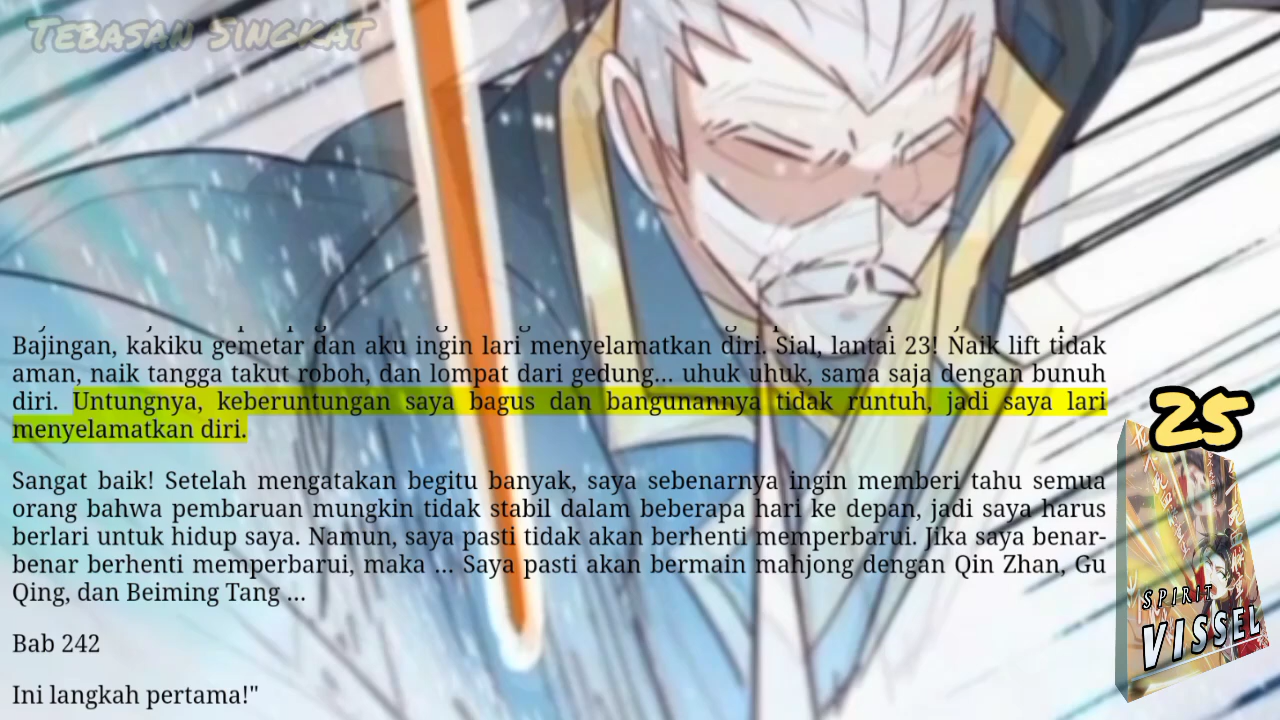 TEBASAN SINGKAT
Bajingan, kakiku gemetar dan aku ingin lari menyelamatkan diri. Sial, lantai 23! Naik lift tidak
aman, naik tangga takut roboh, dan lompat dari gedung... uhuk uhuk, sama saja dengan bunuh
diri. Untungnya, keberuntungan saya bagus dan bangunannya tidak runtuh, jadi saya lari
menyelamatkan diri.
Sangat baik! Setelah mengatakan begitu banyak, saya sebenarnya ingin memberi tahu semua
orang bahwa pembaruan mungkin tidak stabil dalam beberapa hari ke depan, jadi saya harus
berlari untuk hidup saya. Namun, saya pasti tidak akan berhenti memperbarui. Jika saya benar-
benar berhenti memperbarui, maka ... Saya pasti akan bermain mahjong dengan Qin Zhan, Gu
Qing, dan Beiming Tang ...
Bab 242
Ini langkah pertama!"
25
SPIRIT
VISSEL